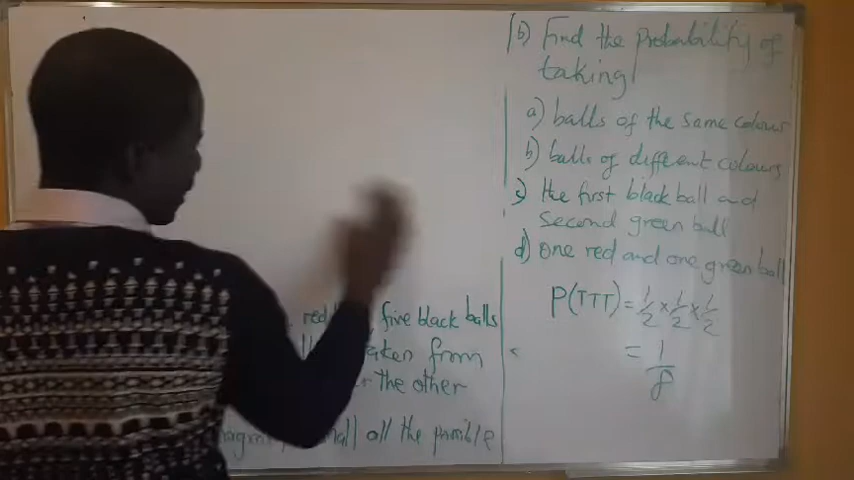 red, five black balls
taken from
the other
all the possible
(b) Find the probability of
taking
a) balls of the same colours
b) balls of different colours
c) the first black ball and
second green ball
d) one red and one green ball
P(TTT) = 1/2 × 1/2 × 1/2
= 1/8